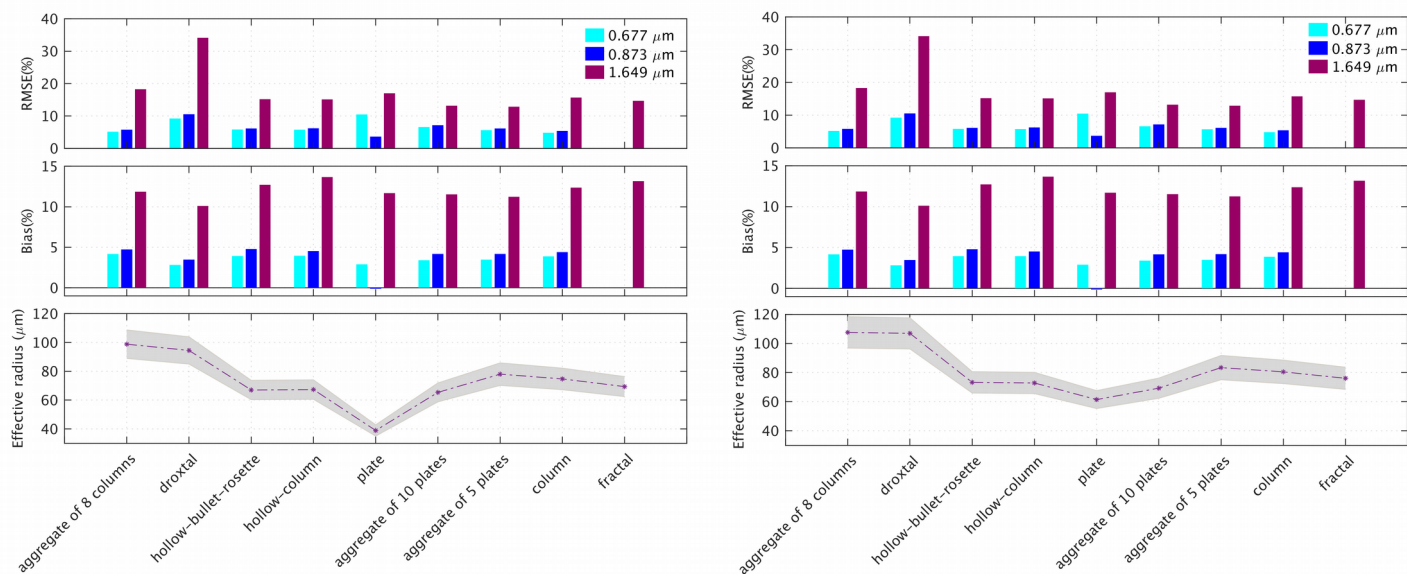 40
30
20
10
0
RMSE(%)
0.677 μm
0.873 μm
1.649 μm
15
10
5
0
Bias(%)
120
100
80
60
40
Effective radius (μm)
aggregate of 8 columns
droxtal
hollow-bullet-rosette
hollow-column
plate
aggregate of 10 plates
aggregate of 5 plates
column
fractal
40
30
20
10
0
RMSE(%)
0.677 μm
0.873 μm
1.649 μm
15
10
5
0
Bias(%)
120
100
80
60
40
Effective radius (μm)
aggregate of 8 columns
droxtal
hollow-bullet-rosette
hollow-column
plate
aggregate of 10 plates
aggregate of 5 plates
column
fractal